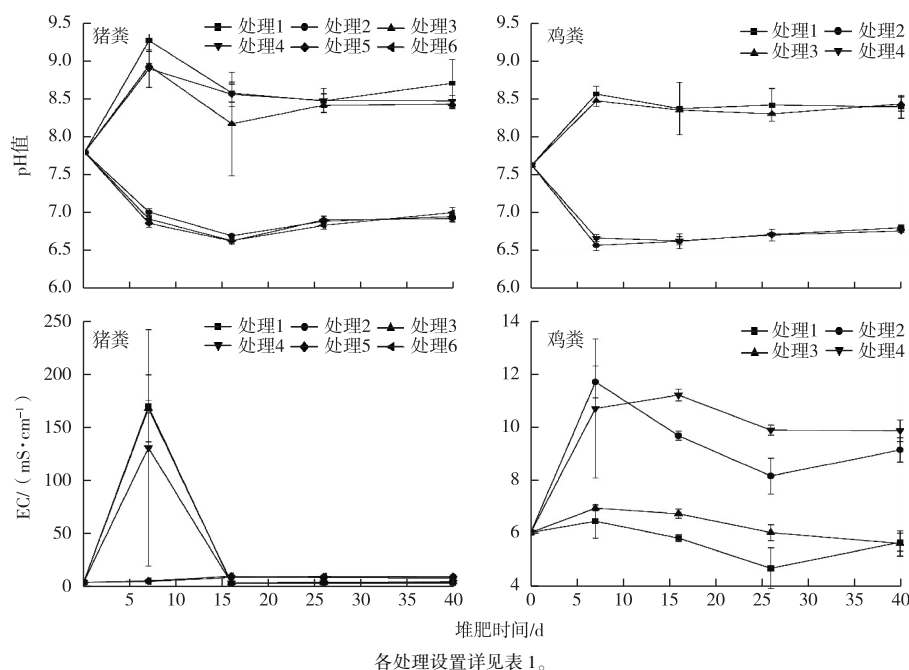 9.5
9.0
8.5
8.0
7.5
7.0
6.5
6.0
pH值
猪粪
处理1 处理2 处理3
处理4 处理5 处理6
9.5
9.0
8.5
8.0
7.5
7.0
6.5
6.0
鸡粪
处理1 处理2
处理3 处理4
250
200
150
100
50
0
EC/（mS·cm⁻¹）
猪粪
处理1 处理2 处理3
处理4 处理5 处理6
5 10 15 20 25 30 35 40
14
12
10
8
6
4
鸡粪
处理1 处理2
处理3 处理4
0 5 10 15 20 25 30 35 40
堆肥时间/d
各处理设置详见表 1。